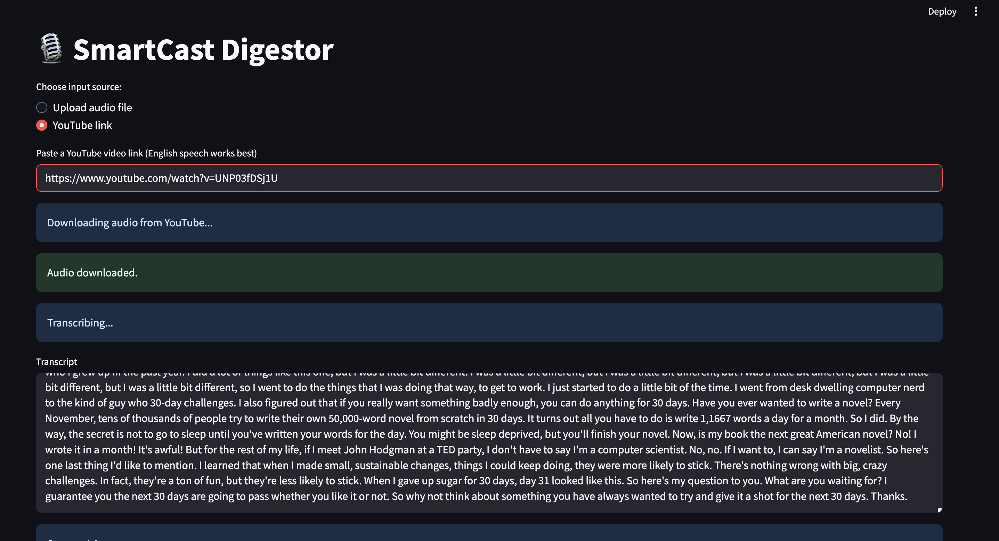 Deploy
SmartCast Digestor
Choose input source:
Upload audio file
YouTube link
Paste a YouTube video link (English speech works best)
https://www.youtube.com/watch?v=UNP03fDSj1U
Downloading audio from YouTube...
Audio downloaded.
Transcribing...
Transcript
who I grew up in the past year. I did a lot of things like this one, but I was a little bit different. I was a little bit different, but I was a little bit different, but I was a little bit different, but I was a little
bit different, but I was a little bit different, so I went to do the things that I was doing that way, to get to work. I just started to do a little bit of the time. I went from desk dwelling computer nerd
to the kind of guy who 30-day challenges. I also figured out that if you really want something badly enough, you can do anything for 30 days. Have you ever wanted to write a novel? Every
November, tens of thousands of people try to write their own 50,000-word novel from scratch in 30 days. It turns out all you have to do is write 1,1667 words a day for a month. So I did. By the
way, the secret is not to go to sleep until you've written your words for the day. You might be sleep deprived, but you'll finish your novel. Now, is my book the next great American novel? No! I
wrote it in a month! It's awful! But for the rest of my life, if I meet John Hodgman at a TED party, I don't have to say I'm a computer scientist. No, no. If I want to, I can say I'm a novelist. So here's
one last thing I'd like to mention. I learned that when I made small, sustainable changes, things I could keep doing, they were more likely to stick. There's nothing wrong with big, crazy
challenges. In fact, they're a ton of fun, but they're less likely to stick. When I gave up sugar for 30 days, day 31 looked like this. So here's my question to you. What are you waiting for? I
guarantee you the next 30 days are going to pass whether you like it or not. So why not think about something you have always wanted to try and give it a shot for the next 30 days. Thanks.